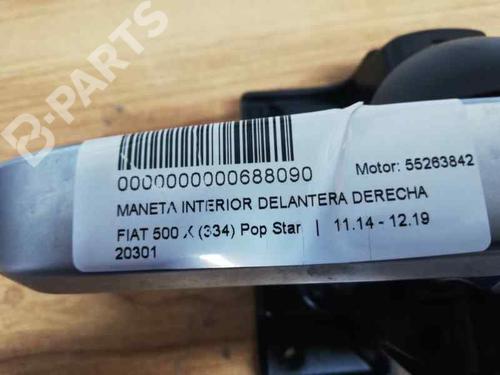 B-PARTS
0000000000688090
Motor: 55263842
MANETA INTERIOR DELANTERA DERECHA
FIAT 500 X (334) Pop Star | 11.14 - 12.19
20301